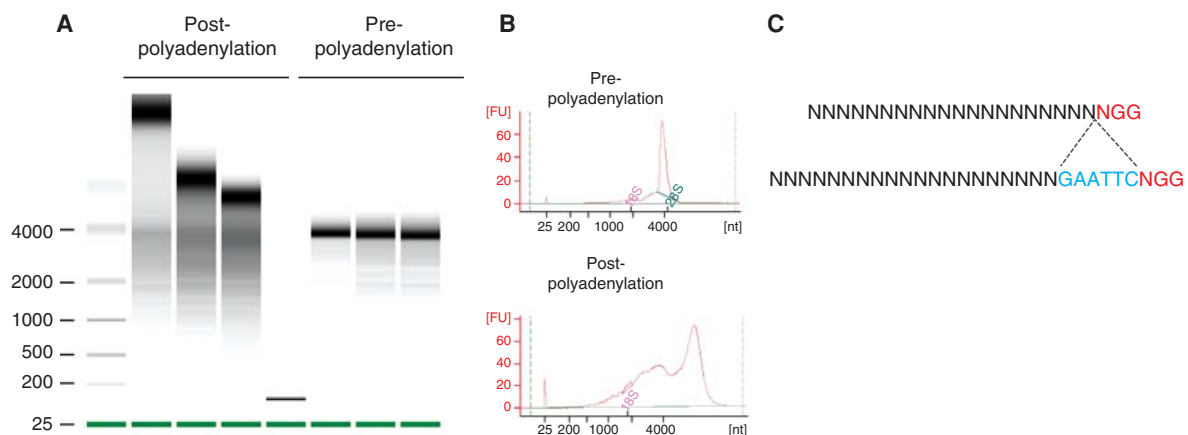 A
Post-
polyadenylation
Pre-
polyadenylation
4000
2000
1000
500
200
25
B
Pre-
polyadenylation
[FU]
60
40
20
0
18S
28S
25 200 1000 4000 [nt]
Post-
polyadenylation
[FU]
80
60
40
20
0
18S
25 200 1000 4000 [nt]
C
NNNNNNNNNNNNNNNNNNNNNGG
NNNNNNNNNNNNNNNNNNNNGAATTCNGG